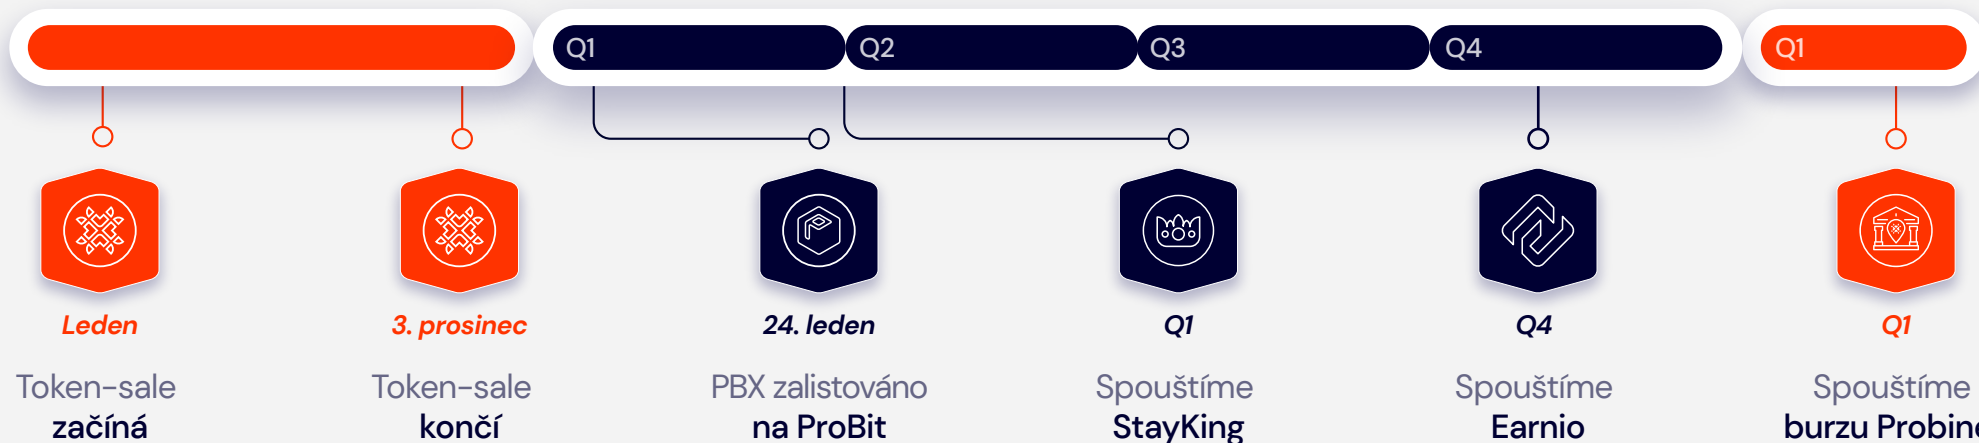 Q1
Q2
Q3
Q4
Q1
Leden
Token-sale
začíná
3. prosinec
Token-sale
končí
24. leden
PBX zalistováno
na ProBit
Q1
Spouštíme
StayKing
Q4
Spouštíme
Earnio
Q1
Spouštíme
burzu